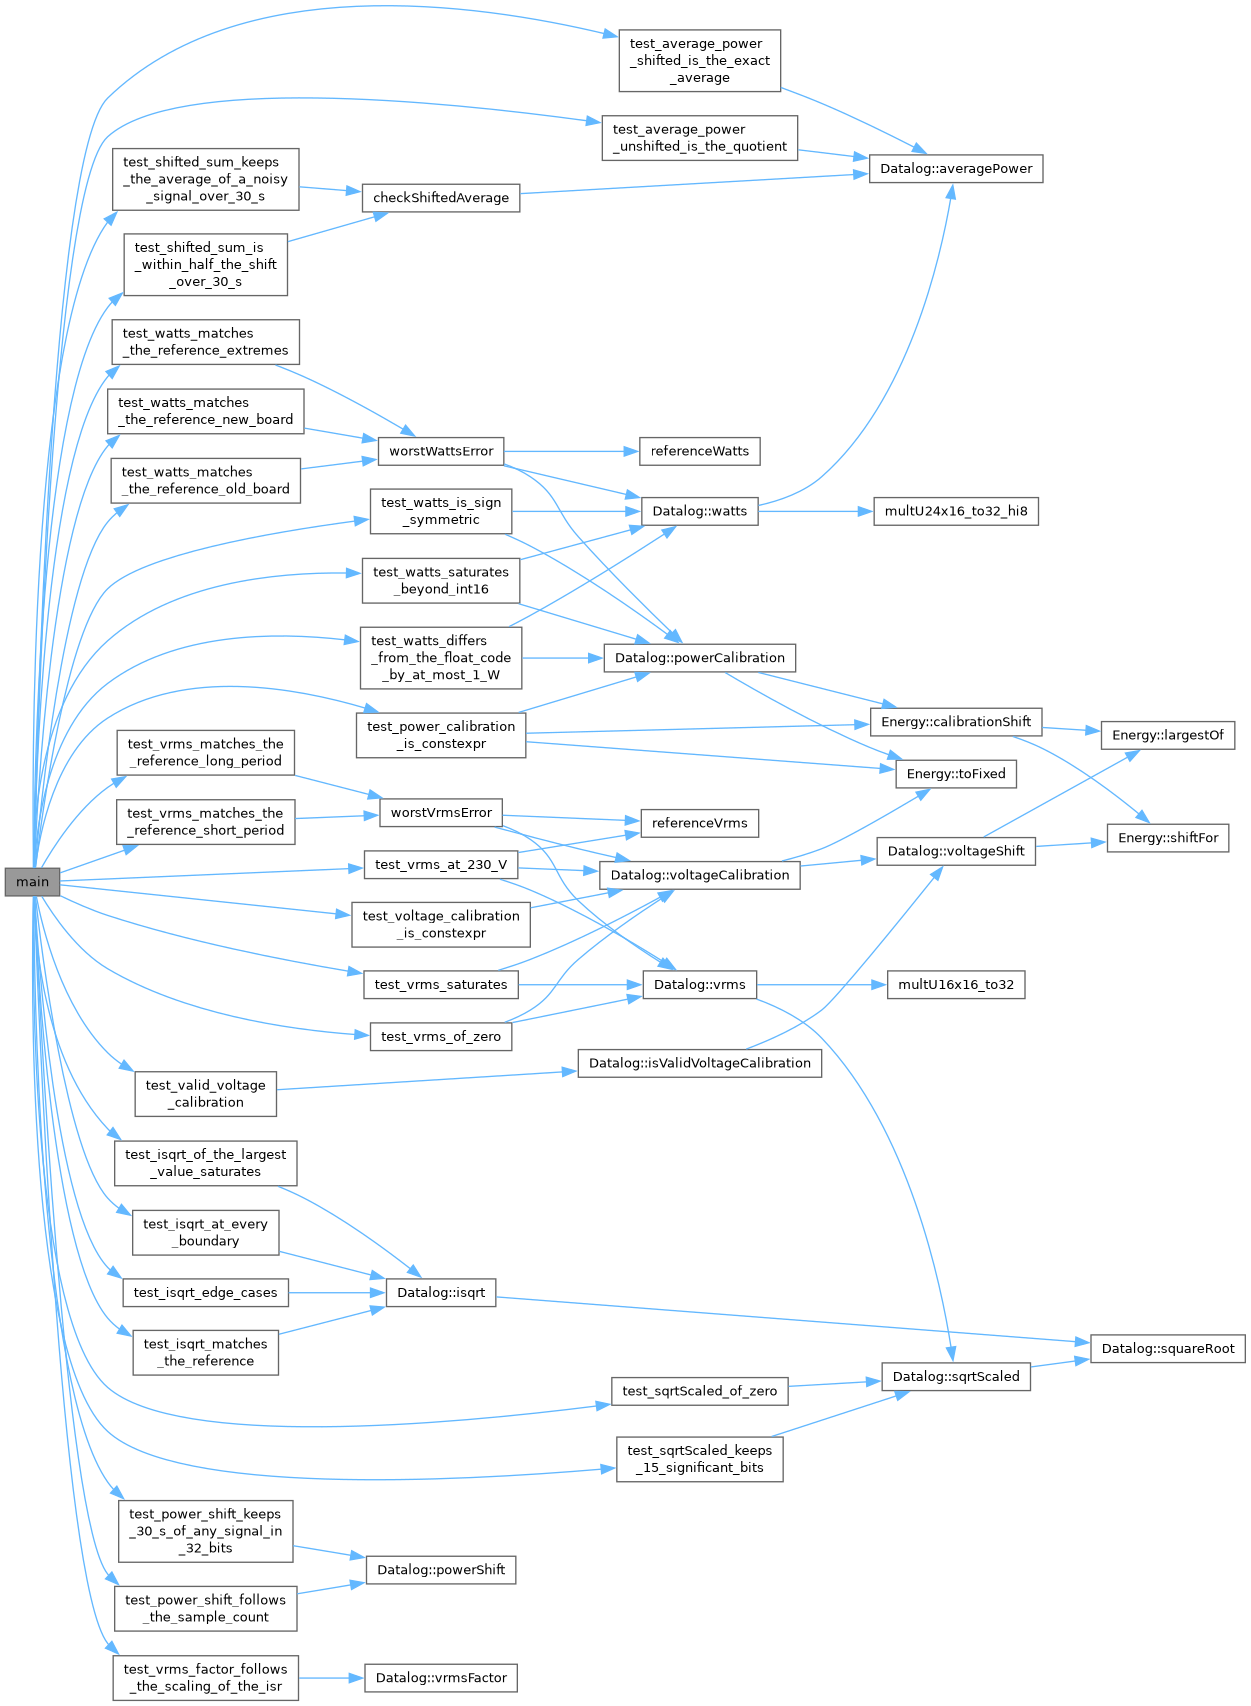 test_average_power
_shifted_is_the_exact
_average
test_average_power
_unshifted_is_the_quotient
test_shifted_sum_keeps
_the_average_of_a_noisy
_signal_over_30_s
Datalog::averagePower
checkShiftedAverage
test_shifted_sum_is
_within_half_the_shift
_over_30_s
test_watts_matches
_the_reference_extremes
test_watts_matches
_the_reference_new_board
worstWattsError
referenceWatts
test_watts_matches
_the_reference_old_board
test_watts_is_sign
_symmetric
Datalog::watts
multU24x16_to32_hi8
test_watts_saturates
_beyond_int16
test_watts_differs
_from_the_float_code
_by_at_most_1_W
Datalog::powerCalibration
test_power_calibration
_is_constexpr
Energy::calibrationShift
Energy::largestOf
test_vrms_matches_the
_reference_long_period
Energy::toFixed
test_vrms_matches_the
_reference_short_period
worstVrmsError
referenceVrms
Energy::shiftFor
test_vrms_at_230_V
Datalog::voltageShift
Datalog::voltageCalibration
main
test_voltage_calibration
_is_constexpr
test_vrms_saturates
Datalog::vrms
multU16x16_to32
test_vrms_of_zero
Datalog::isValidVoltageCalibration
test_valid_voltage
_calibration
test_isqrt_of_the_largest
_value_saturates
test_isqrt_at_every
_boundary
test_isqrt_edge_cases
Datalog::isqrt
test_isqrt_matches
_the_reference
Datalog::squareRoot
Datalog::sqrtScaled
test_sqrtScaled_of_zero
test_sqrtScaled_keeps
_15_significant_bits
test_power_shift_keeps
_30_s_of_any_signal_in
_32_bits
Datalog::powerShift
test_power_shift_follows
_the_sample_count
test_vrms_factor_follows
_the_scaling_of_the_isr
Datalog::vrmsFactor